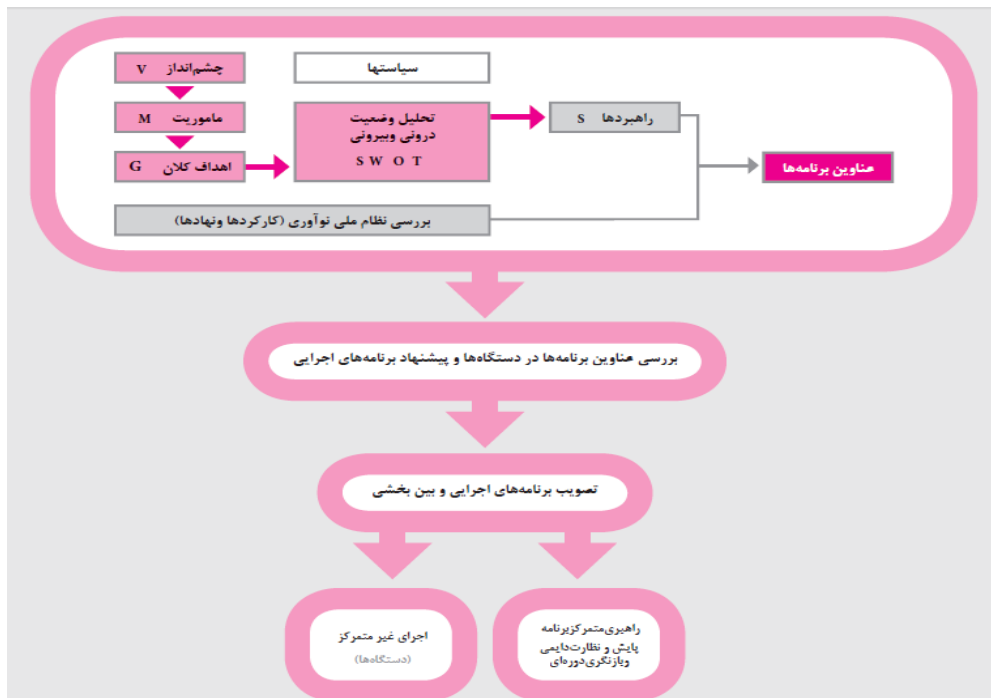 چشم‌انداز V
سیاستها
ماموریت M
تحلیل وضعیت
درونی وبیرونی
S W O T
راهبردها S
اهداف کلان G
عناوین برنامه‌ها
بررسی نظام ملی نوآوری (کارکردها ونهادها)
بررسی عناوین برنامه‌ها در دستگاه‌ها و پیشنهاد برنامه‌های اجرایی
تصویب برنامه‌های اجرایی و بین بخشی
راهبری‌متمرکزبرنامه
پایش و نظارت‌دایمی
وبازنگری‌دوره‌ای
اجرای غیر متمرکز
(دستگاه‌ها)